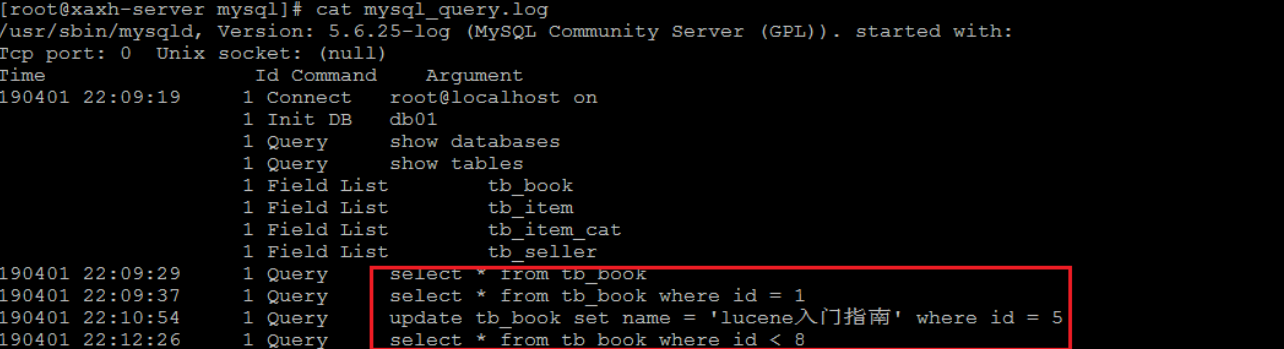 [root@xaxh-server mysql]# cat mysql_query.log
/usr/sbin/mysqld, Version: 5.6.25-log (MySQL Community Server (GPL)). started with:
Tcp port: 0  Unix socket: (null)
Time                 Id Command    Argument
190401 22:09:19     1 Connect   root@localhost on
                    1 Init DB   db01
                    1 Query     show databases
                    1 Query     show tables
                    1 Field List        tb_book
                    1 Field List        tb_item
                    1 Field List        tb_item_cat
                    1 Field List        tb_seller
190401 22:09:29     1 Query     select * from tb_book
190401 22:09:37     1 Query     select * from tb_book where id = 1
190401 22:10:54     1 Query     update tb_book set name = 'lucene入门指南' where id = 5
190401 22:12:26     1 Query     select * from tb_book where id < 8